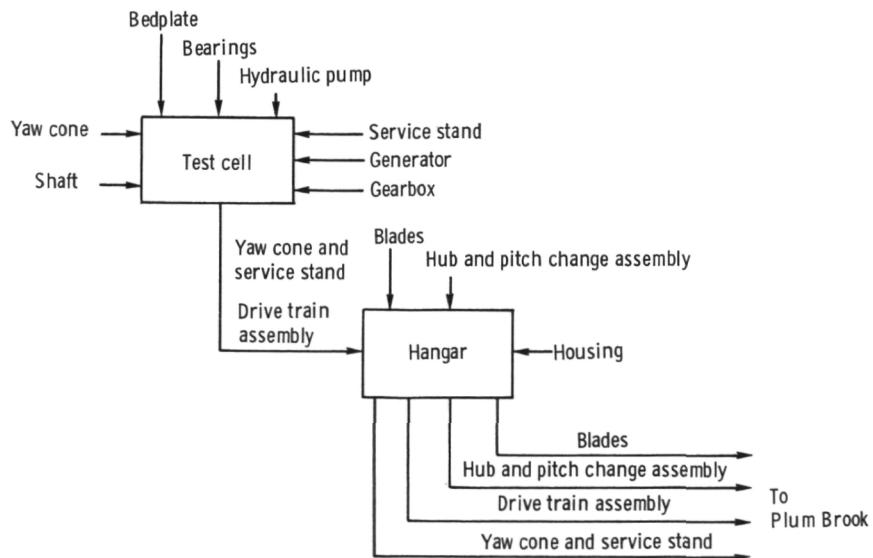 Bedplate
Bearings
Hydraulic pump
Yaw cone
Service stand
Test cell
Generator
Shaft
Gearbox
Yaw cone and
service stand
Blades
Hub and pitch change assembly
Drive train
assembly
Hangar
Housing
Blades
Hub and pitch change assembly
Drive train assembly
To
Plum Brook
Yaw cone and service stand